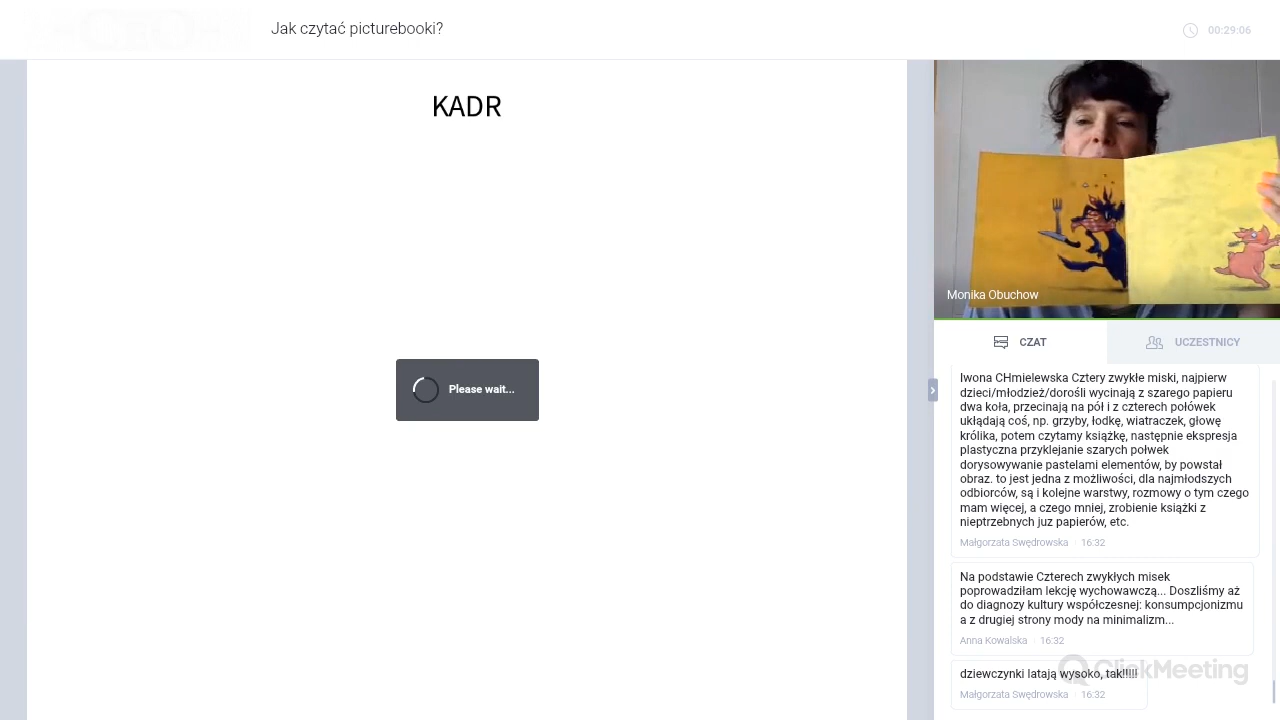 Jak czytać picturebooki?
00:29:06
KADR
Please wait...
Monika Obuchow
CZAT
UCZESTNICY
Iwona CHmielewska Cztery zwykłe miski, najpierw
dzieci/młodzież/dorośli wycinają z szarego papieru
dwa koła, przecinają na pół i z czterech połówek
układają coś, np. grzyby, łodkę, wiatraczek, głowę
królika, potem czytamy książkę, następnie ekspresja
plastyczna przyklejanie szarych połwek
dorysowywanie pastelami elementów, by powstał
obraz. to jest jedna z możliwości, dla najmłodszych
odbiorców, są i kolejne warstwy, rozmowy o tym czego
mam więcej, a czego mniej, zrobienie książki z
nieptrzebnych juz papierów, etc.
Małgorzata Swędrowska · 16:32
Na podstawie Czterech zwykłych misek
poprowadziłam lekcję wychowawczą... Doszliśmy aż
do diagnozy kultury współczesnej: konsumpcjonizmu
a z drugiej strony mody na minimalizm...
Anna Kowalska · 16:32
dziewczynki latają wysoko, tak!!!!!
ClickMeeting
Małgorzata Swędrowska · 16:32